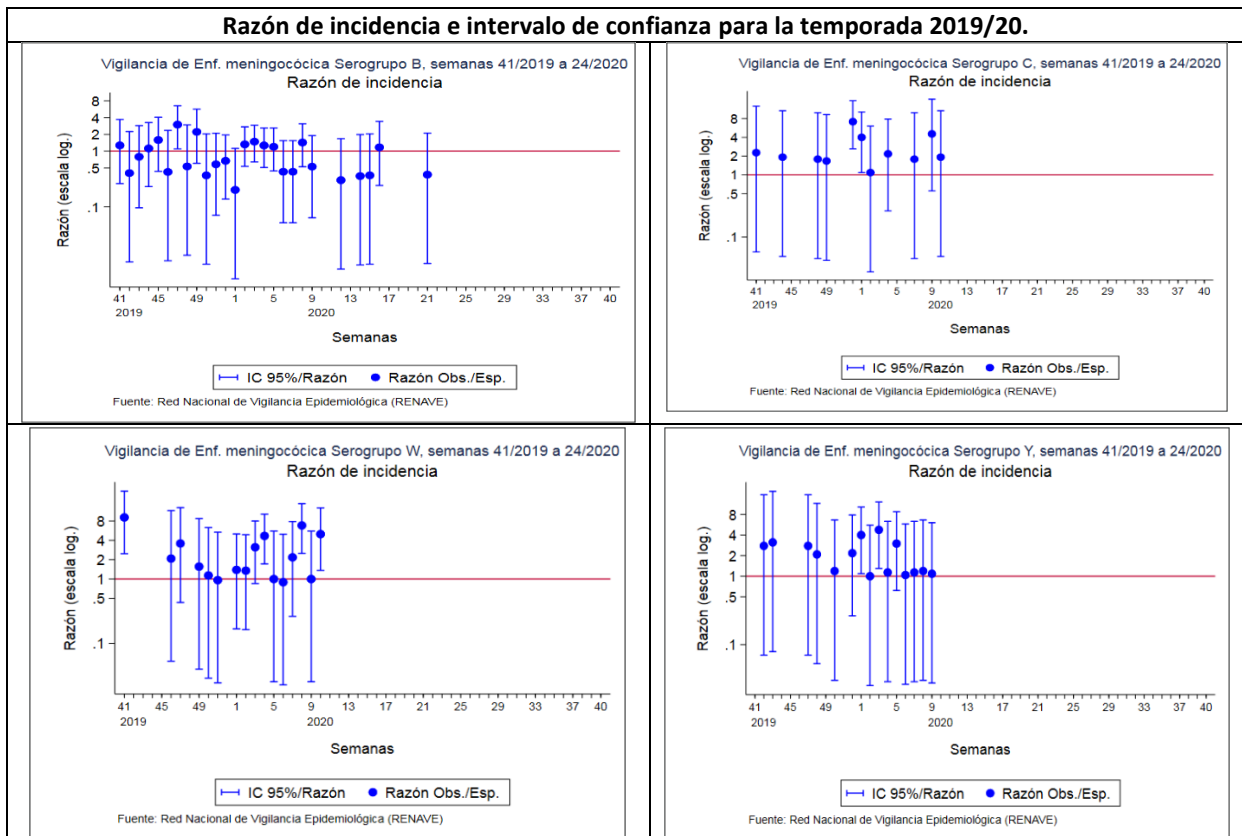 Razón de incidencia e intervalo de confianza para la temporada 2019/20.
Vigilancia de Enf. meningocócica Serogrupo B, semanas 41/2019 a 24/2020
Razón de incidencia
Razón (escala log.)
8
4
2
1
.5
.1
41 45 49 1 5 9 13 17 21 25 29 33 37 40
2019 2020
Semanas
IC 95%/Razón Razón Obs./Esp.
Fuente: Red Nacional de Vigilancia Epidemiológica (RENAVE)
Vigilancia de Enf. meningocócica Serogrupo C, semanas 41/2019 a 24/2020
Razón de incidencia
Razón (escala log.)
8
4
2
1
.5
.1
41 45 49 1 5 9 13 17 21 25 29 33 37 40
2019 2020
Semanas
IC 95%/Razón Razón Obs./Esp.
Fuente: Red Nacional de Vigilancia Epidemiológica (RENAVE)
Vigilancia de Enf. meningocócica Serogrupo W, semanas 41/2019 a 24/2020
Razón de incidencia
Razón (escala log.)
8
4
2
1
.5
.1
41 45 49 1 5 9 13 17 21 25 29 33 37 40
2019 2020
Semanas
IC 95%/Razón Razón Obs./Esp.
Fuente: Red Nacional de Vigilancia Epidemiológica (RENAVE)
Vigilancia de Enf. meningocócica Serogrupo Y, semanas 41/2019 a 24/2020
Razón de incidencia
Razón (escala log.)
8
4
2
1
.5
.1
41 45 49 1 5 9 13 17 21 25 29 33 37 40
2019 2020
Semanas
IC 95%/Razón Razón Obs./Esp.
Fuente: Red Nacional de Vigilancia Epidemiológica (RENAVE)